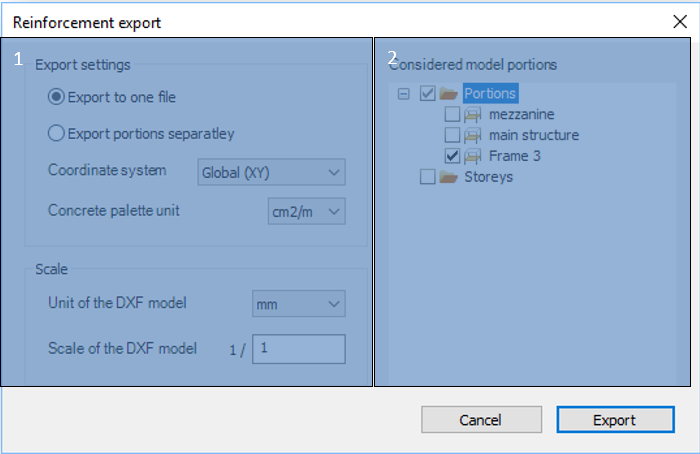 Reinforcement export
1
Export settings
Export to one file
Export portions separatley
Coordinate system Global (XY)
Concrete palette unit cm2/m
Scale
Unit of the DXF model mm
Scale of the DXF model 1 / 1
2
Considered model portions
Portions
mezzanine
main structure
Frame 3
Storeys
Cancel Export